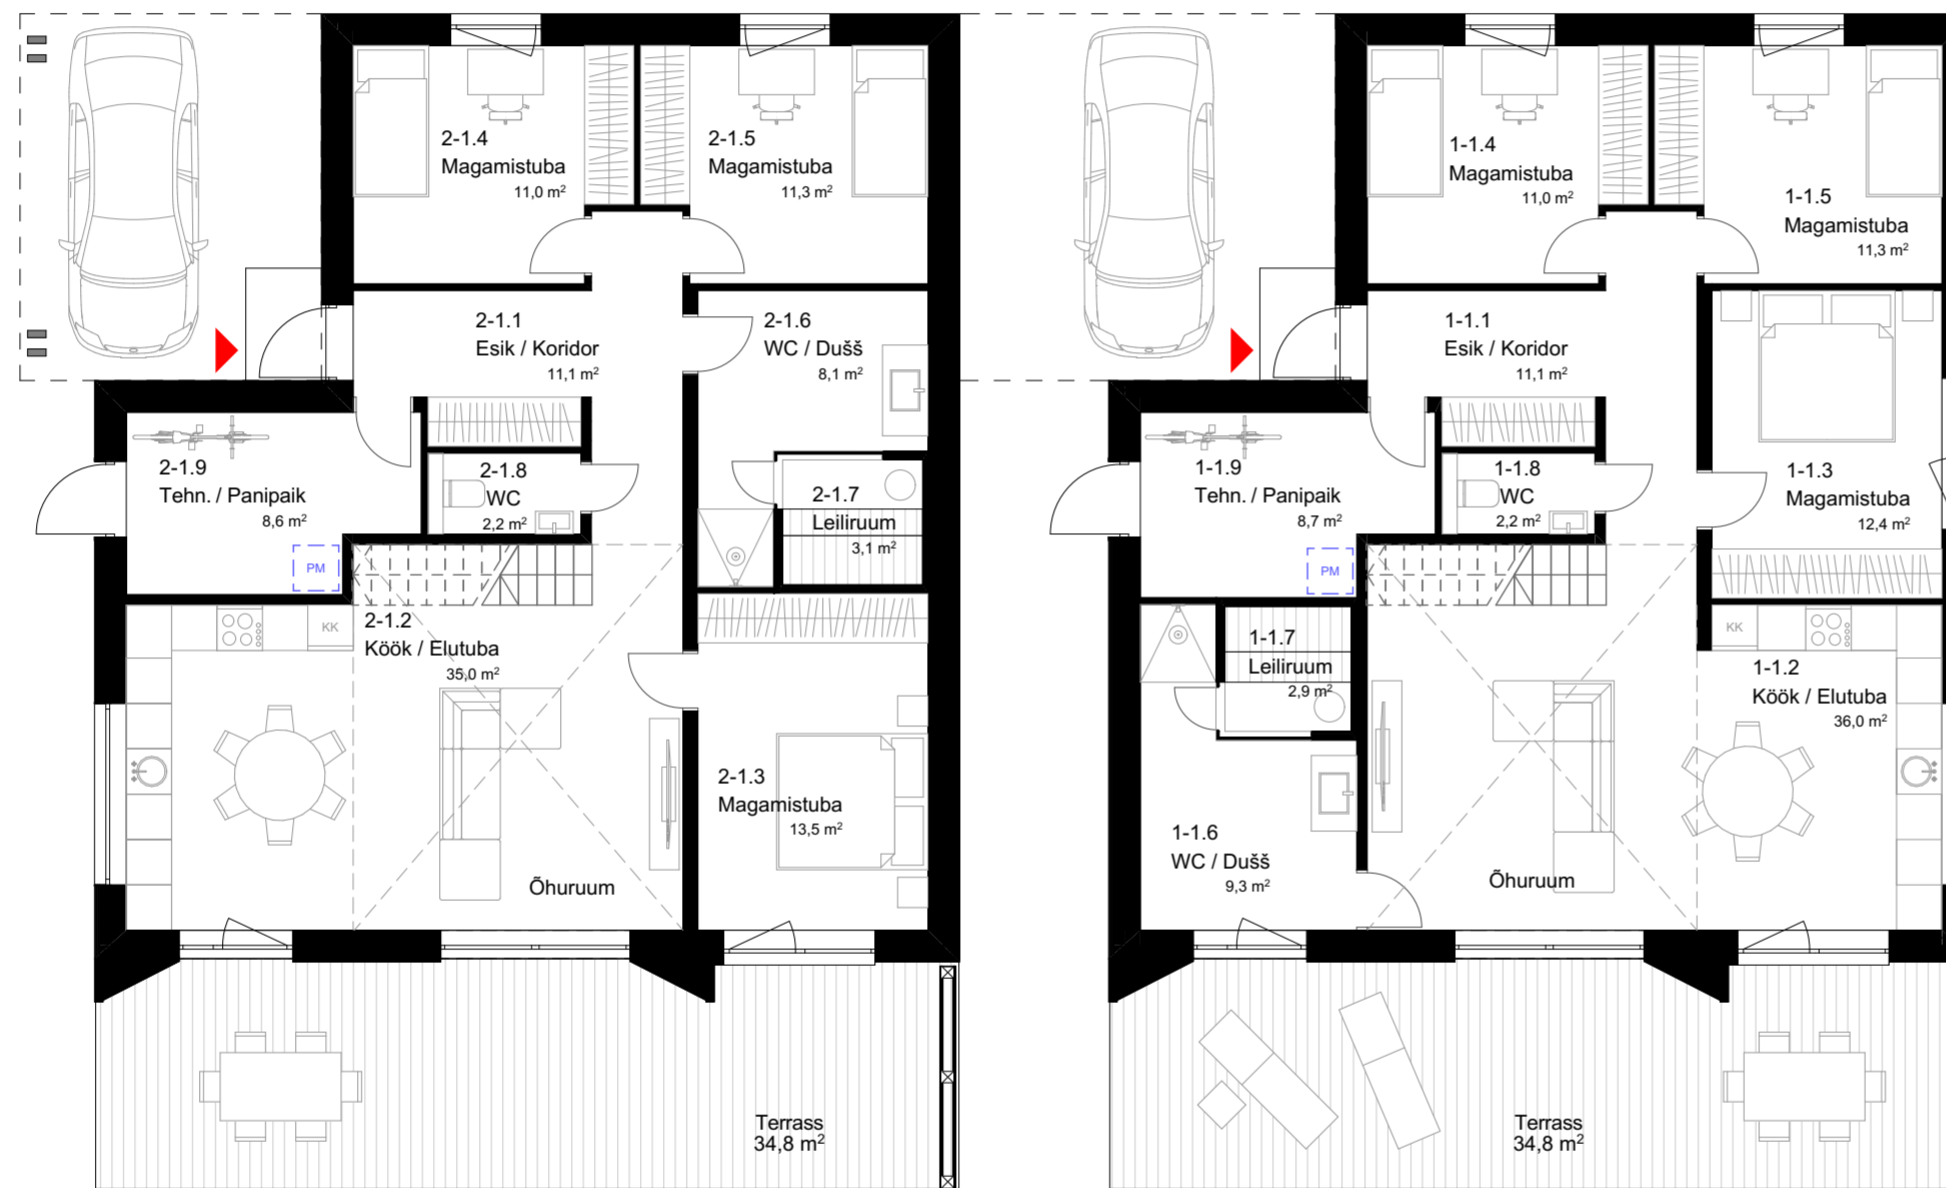 2-1.4
Magamistuba
11,0 m²
2-1.5
Magamistuba
11,3 m²
2-1.1
Esik / Koridor
11,1 m²
2-1.6
WC / Dušš
8,1 m²
2-1.9
Tehn. / Panipaik
8,6 m²
2-1.8
WC
2,2 m²
2-1.7
Leiliruum
3,1 m²
PM
KK
2-1.2
Köök / Elutuba
35,0 m²
2-1.3
Magamistuba
13,5 m²
Õhuruum
Terrass
34,8 m²
1-1.4
Magamistuba
11,0 m²
1-1.5
Magamistuba
11,3 m²
1-1.1
Esik / Koridor
11,1 m²
1-1.9
Tehn. / Panipaik
8,7 m²
1-1.8
WC
2,2 m²
1-1.3
Magamistuba
12,4 m²
PM
1-1.7
Leiliruum
2,9 m²
KK
1-1.2
Köök / Elutuba
36,0 m²
1-1.6
WC / Dušš
9,3 m²
Õhuruum
Terrass
34,8 m²